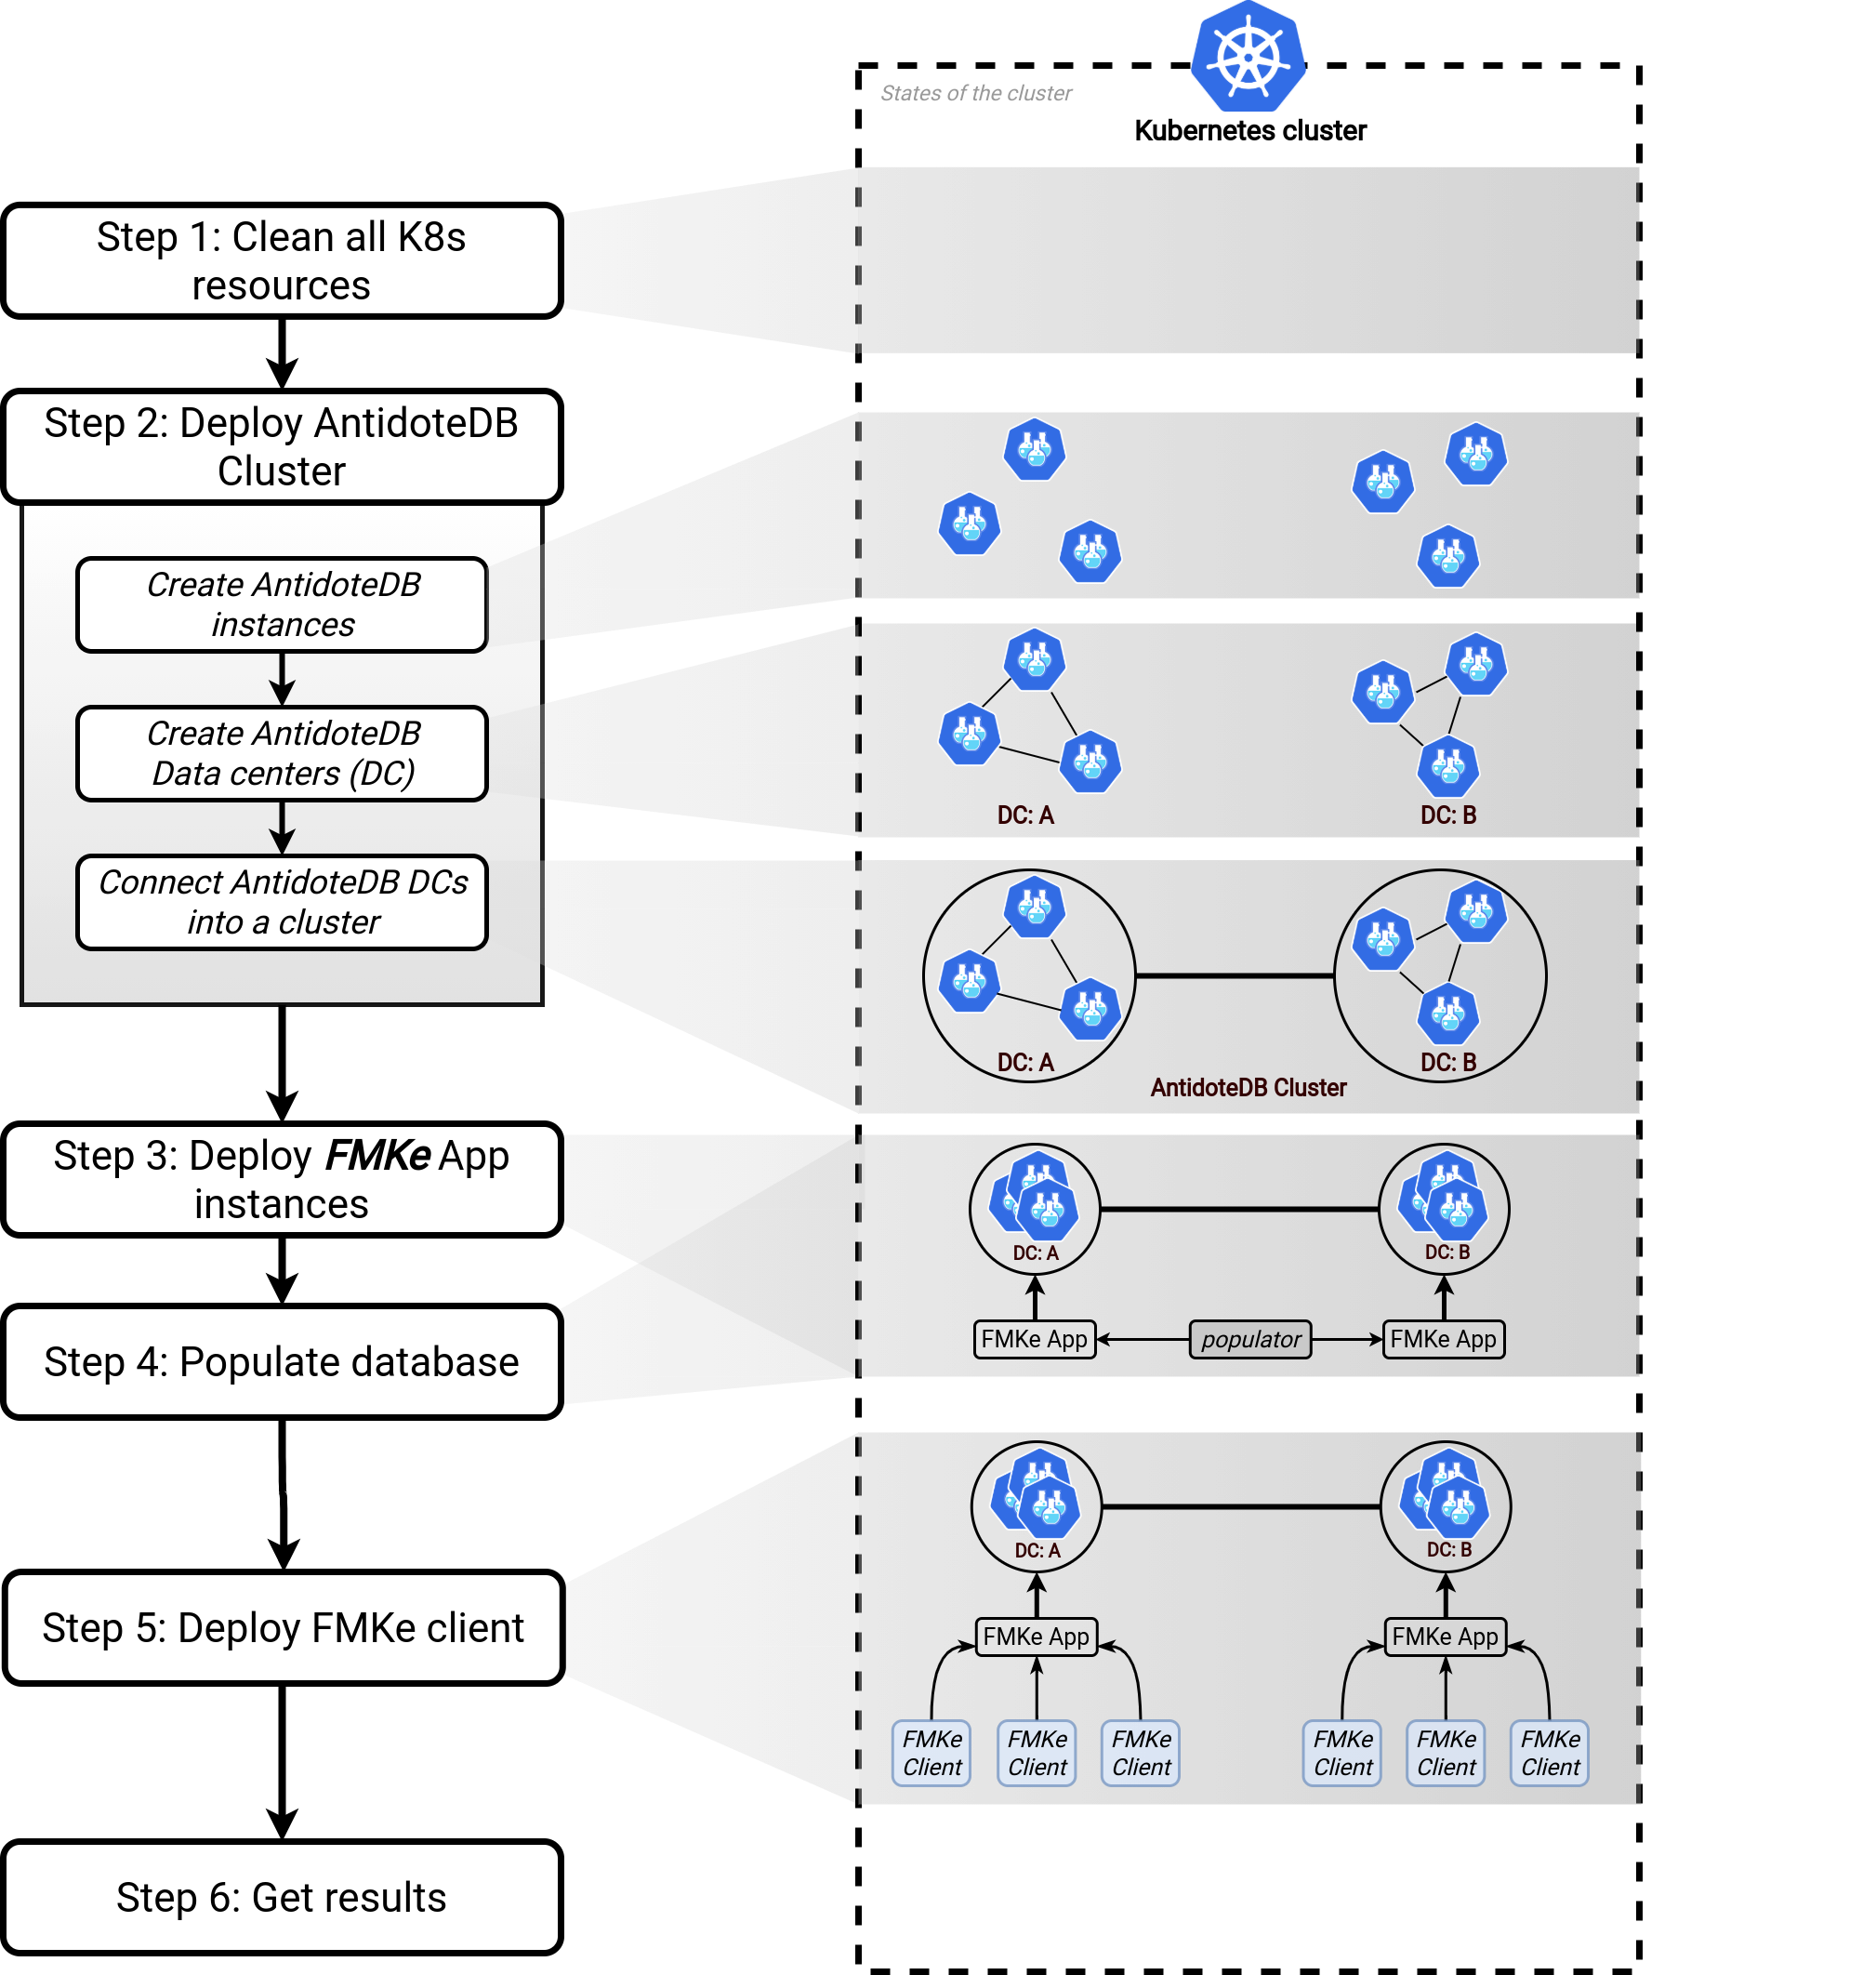 States of the cluster
Kubernetes cluster
Step 1: Clean all K8s
resources
Step 2: Deploy AntidoteDB
Cluster
Create AntidoteDB
instances
Create AntidoteDB
Data centers (DC)
DC: A
DC: B
Connect AntidoteDB DCs
into a cluster
DC: A
DC: B
AntidoteDB Cluster
Step 3: Deploy FMKe App
instances
Step 4: Populate database
DC: A
DC: B
FMKe App
populator
FMKe App
Step 5: Deploy FMKe client
DC: A
DC: B
FMKe App
FMKe App
FMKe
Client
FMKe
Client
FMKe
Client
FMKe
Client
FMKe
Client
FMKe
Client
Step 6: Get results